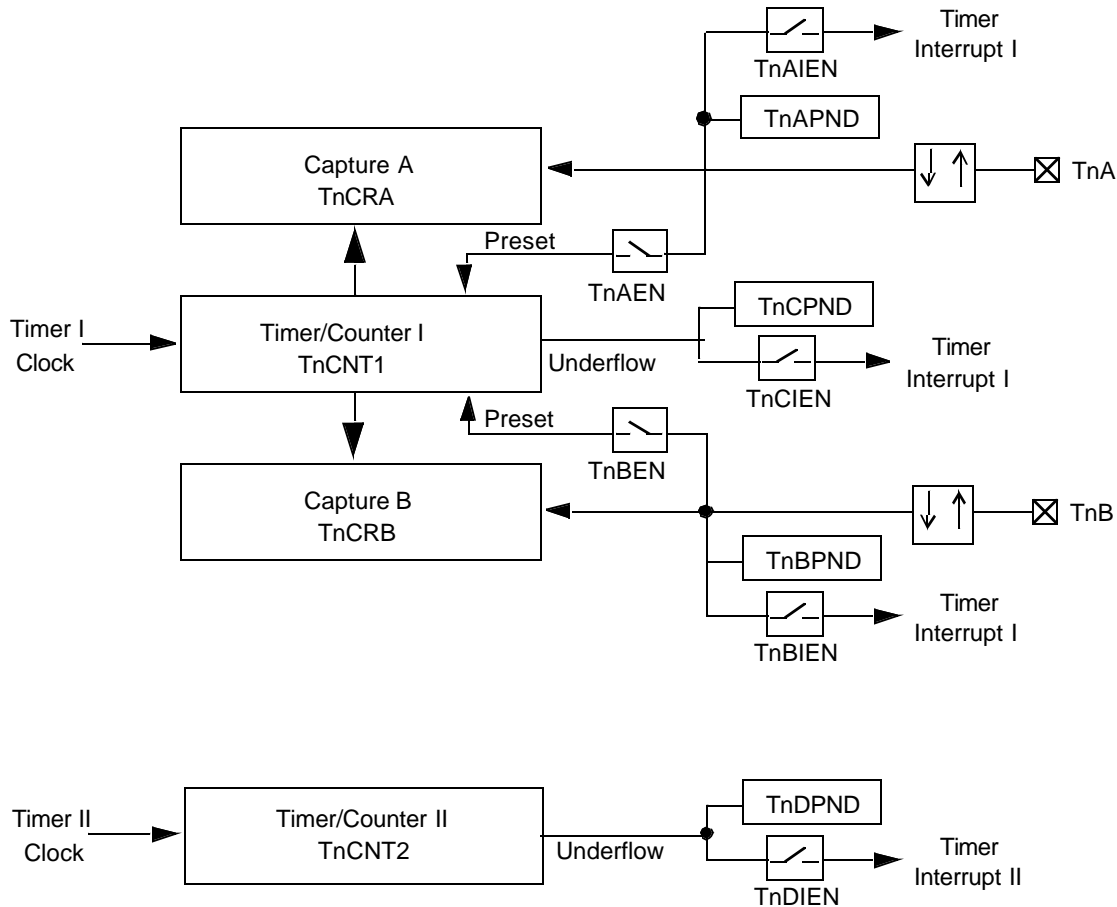 Timer
Interrupt I
TnAIEN
TnAPND
Capture A
TnCRA
TnA
Preset
TnAEN
TnCPND
Timer I
Clock
Timer/Counter I
TnCNT1
Underflow
Timer
Interrupt I
TnCIEN
Preset
TnBEN
Capture B
TnCRB
TnB
TnBPND
Timer
Interrupt I
TnBIEN
TnDPND
Timer II
Clock
Timer/Counter II
TnCNT2
Underflow
Timer
Interrupt II
TnDIEN